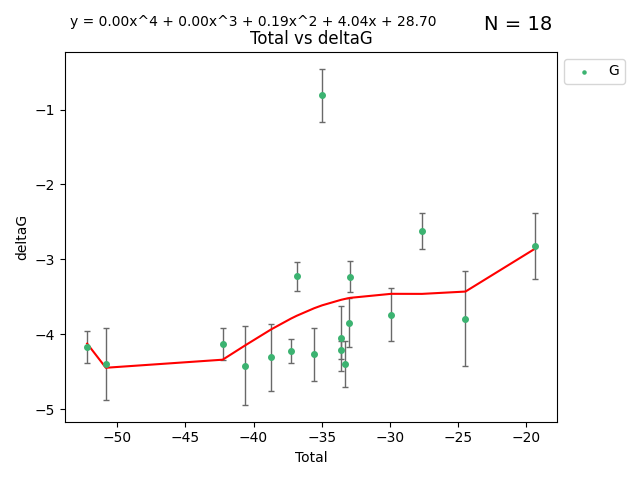 y = 0.00x^4 + 0.00x^3 + 0.19x^2 + 4.04x + 28.70
N = 18
Total vs deltaG
G
−1
−2
−3
−4
−5
deltaG
−50
−45
−40
−35
−30
−25
−20
Total